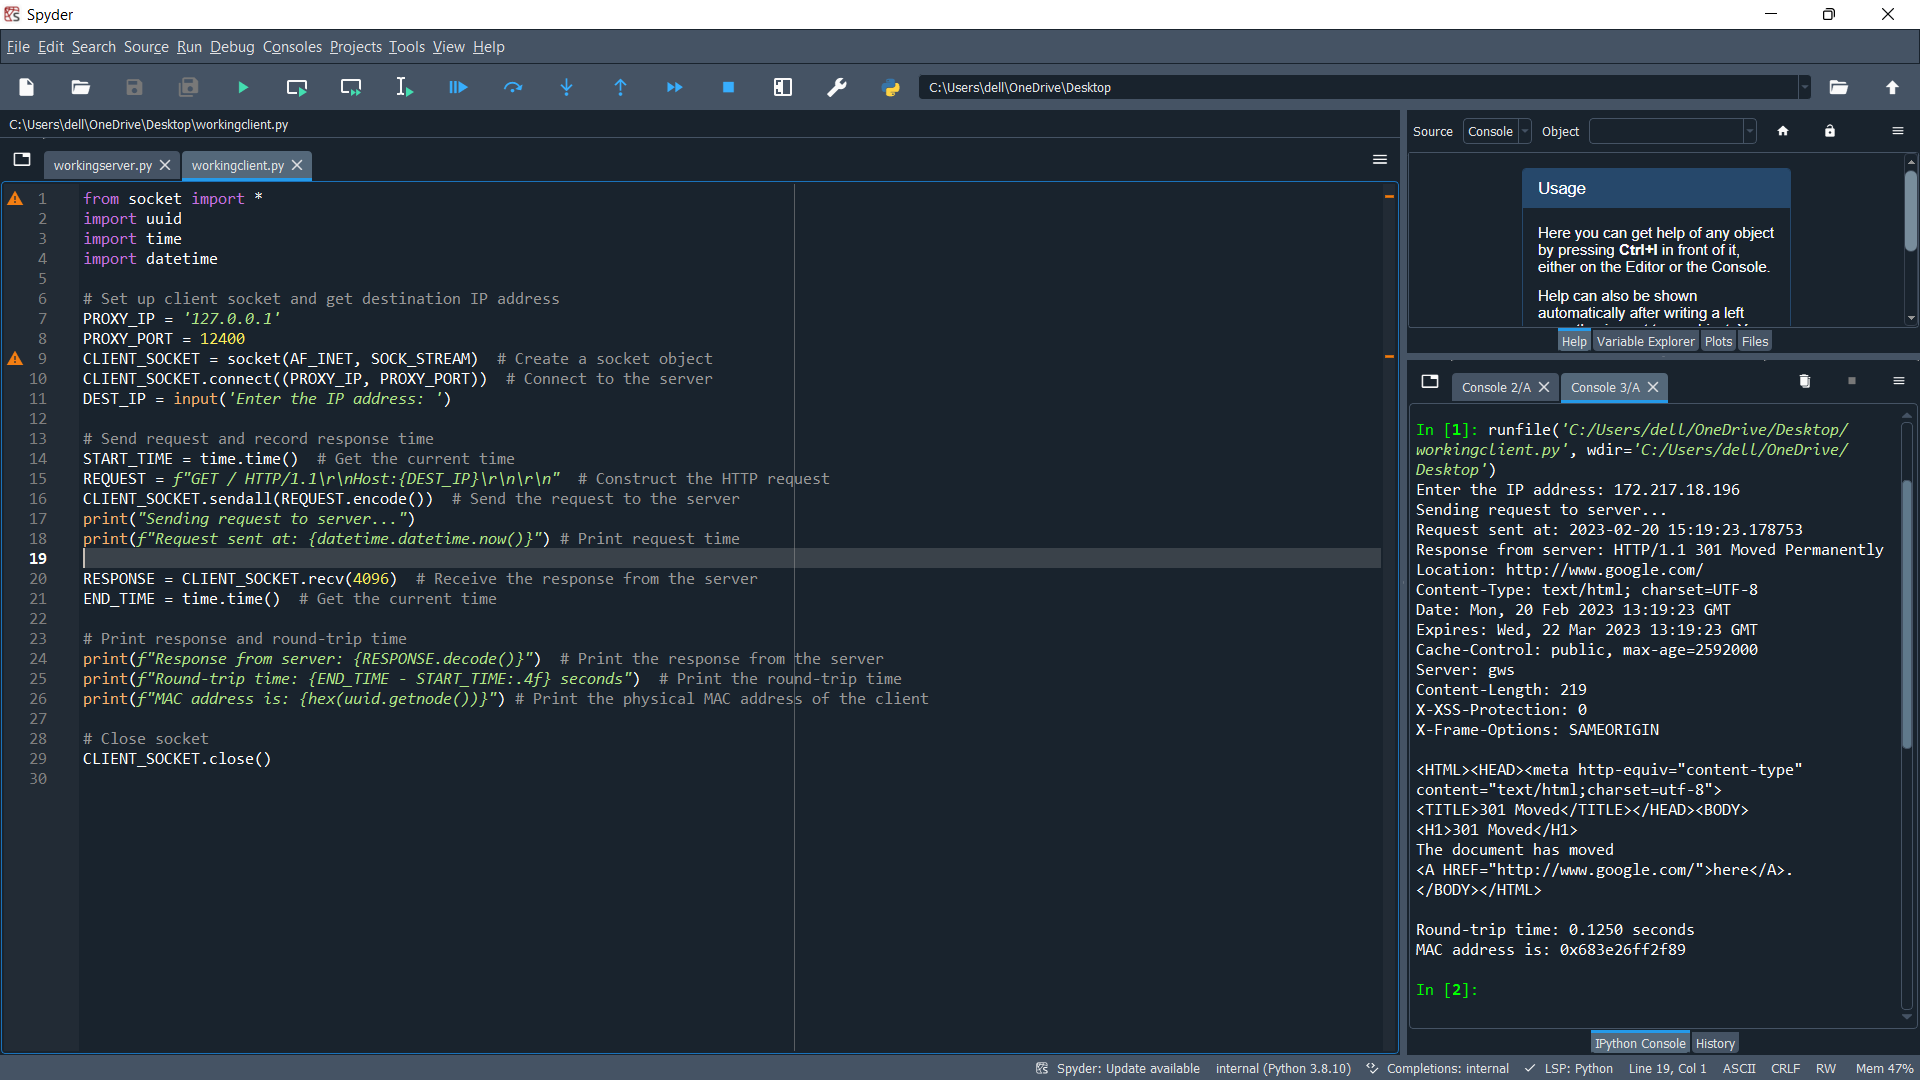 Spyder
File Edit Search Source Run Debug Consoles Projects Tools View Help
C:\Users\dell\OneDrive\Desktop
C:\Users\dell\OneDrive\Desktop\workingclient.py
workingserver.py workingclient.py
1 from socket import *
2 import uuid
3 import time
4 import datetime
5
6 # Set up client socket and get destination IP address
7 PROXY_IP = '127.0.0.1'
8 PROXY_PORT = 12400
9 CLIENT_SOCKET = socket(AF_INET, SOCK_STREAM)  # Create a socket object
10 CLIENT_SOCKET.connect((PROXY_IP, PROXY_PORT))  # Connect to the server
11 DEST_IP = input('Enter the IP address: ')
12
13 # Send request and record response time
14 START_TIME = time.time()  # Get the current time
15 REQUEST = f"GET / HTTP/1.1\r\nHost:{DEST_IP}\r\n\r\n"  # Construct the HTTP request
16 CLIENT_SOCKET.sendall(REQUEST.encode())  # Send the request to the server
17 print("Sending request to server...")
18 print(f"Request sent at: {datetime.datetime.now()}") # Print request time
19
20 RESPONSE = CLIENT_SOCKET.recv(4096)  # Receive the response from the server
21 END_TIME = time.time()  # Get the current time
22
23 # Print response and round-trip time
24 print(f"Response from server: {RESPONSE.decode()}")  # Print the response from the server
25 print(f"Round-trip time: {END_TIME - START_TIME:.4f} seconds")  # Print the round-trip time
26 print(f"MAC address is: {hex(uuid.getnode())}") # Print the physical MAC address of the client
27
28 # Close socket
29 CLIENT_SOCKET.close()
30
Source Console Object
Usage
Here you can get help of any object
by pressing Ctrl+I in front of it,
either on the Editor or the Console.
Help can also be shown
automatically after writing a left
Help Variable Explorer Plots Files
Console 2/A Console 3/A
In [1]: runfile('C:/Users/dell/OneDrive/Desktop/
workingclient.py', wdir='C:/Users/dell/OneDrive/
Desktop')
Enter the IP address: 172.217.18.196
Sending request to server...
Request sent at: 2023-02-20 15:19:23.178753
Response from server: HTTP/1.1 301 Moved Permanently
Location: http://www.google.com/
Content-Type: text/html; charset=UTF-8
Date: Mon, 20 Feb 2023 13:19:23 GMT
Expires: Wed, 22 Mar 2023 13:19:23 GMT
Cache-Control: public, max-age=2592000
Server: gws
Content-Length: 219
X-XSS-Protection: 0
X-Frame-Options: SAMEORIGIN
<HTML><HEAD><meta http-equiv="content-type"
content="text/html;charset=utf-8">
<TITLE>301 Moved</TITLE></HEAD><BODY>
<H1>301 Moved</H1>
The document has moved
<A HREF="http://www.google.com/">here</A>.
</BODY></HTML>
Round-trip time: 0.1250 seconds
MAC address is: 0x683e26ff2f89
In [2]:
IPython Console History
Spyder: Update available internal (Python 3.8.10) Completions: internal LSP: Python Line 19, Col 1 ASCII CRLF RW Mem 47%